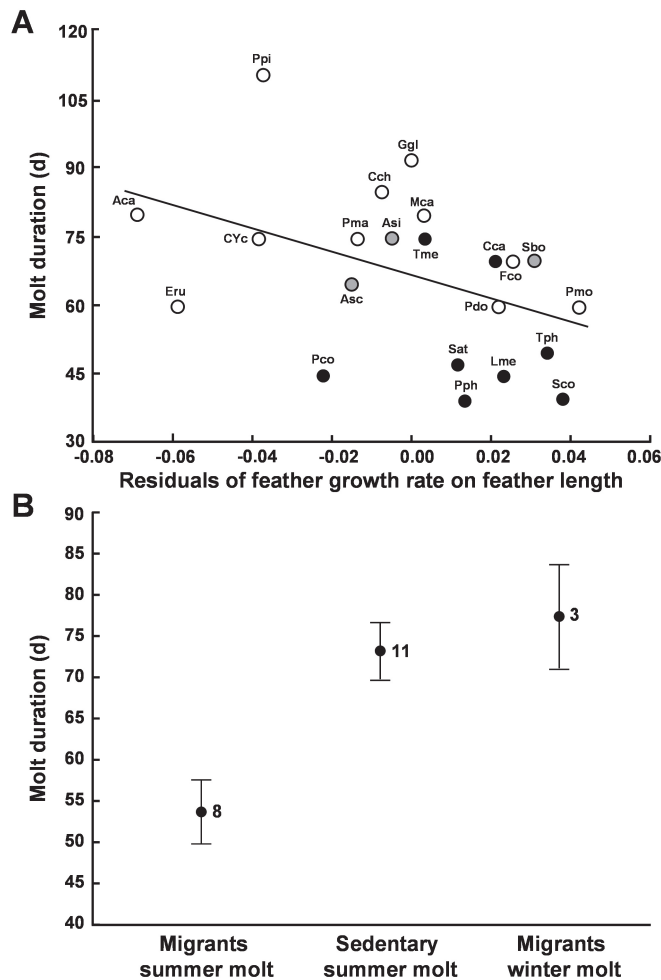 A
120
105
90
75
60
45
30
Molt duration (d)
Ppi
Ggl
Cch
Aca
Mca
CYc
Pma
Asi
Tme
Cca
Sbo
Fco
Asc
Eru
Pdo
Pmo
Pco
Sat
Tph
Lme
Pph
Sco
-0.08 -0.06 -0.04 -0.02 0.00 0.02 0.04 0.06
Residuals of feather growth rate on feather length
B
90
85
80
75
70
65
60
55
50
45
40
Molt duration (d)
8
11
3
Migrants Sedentary Migrants
summer molt summer molt winter molt